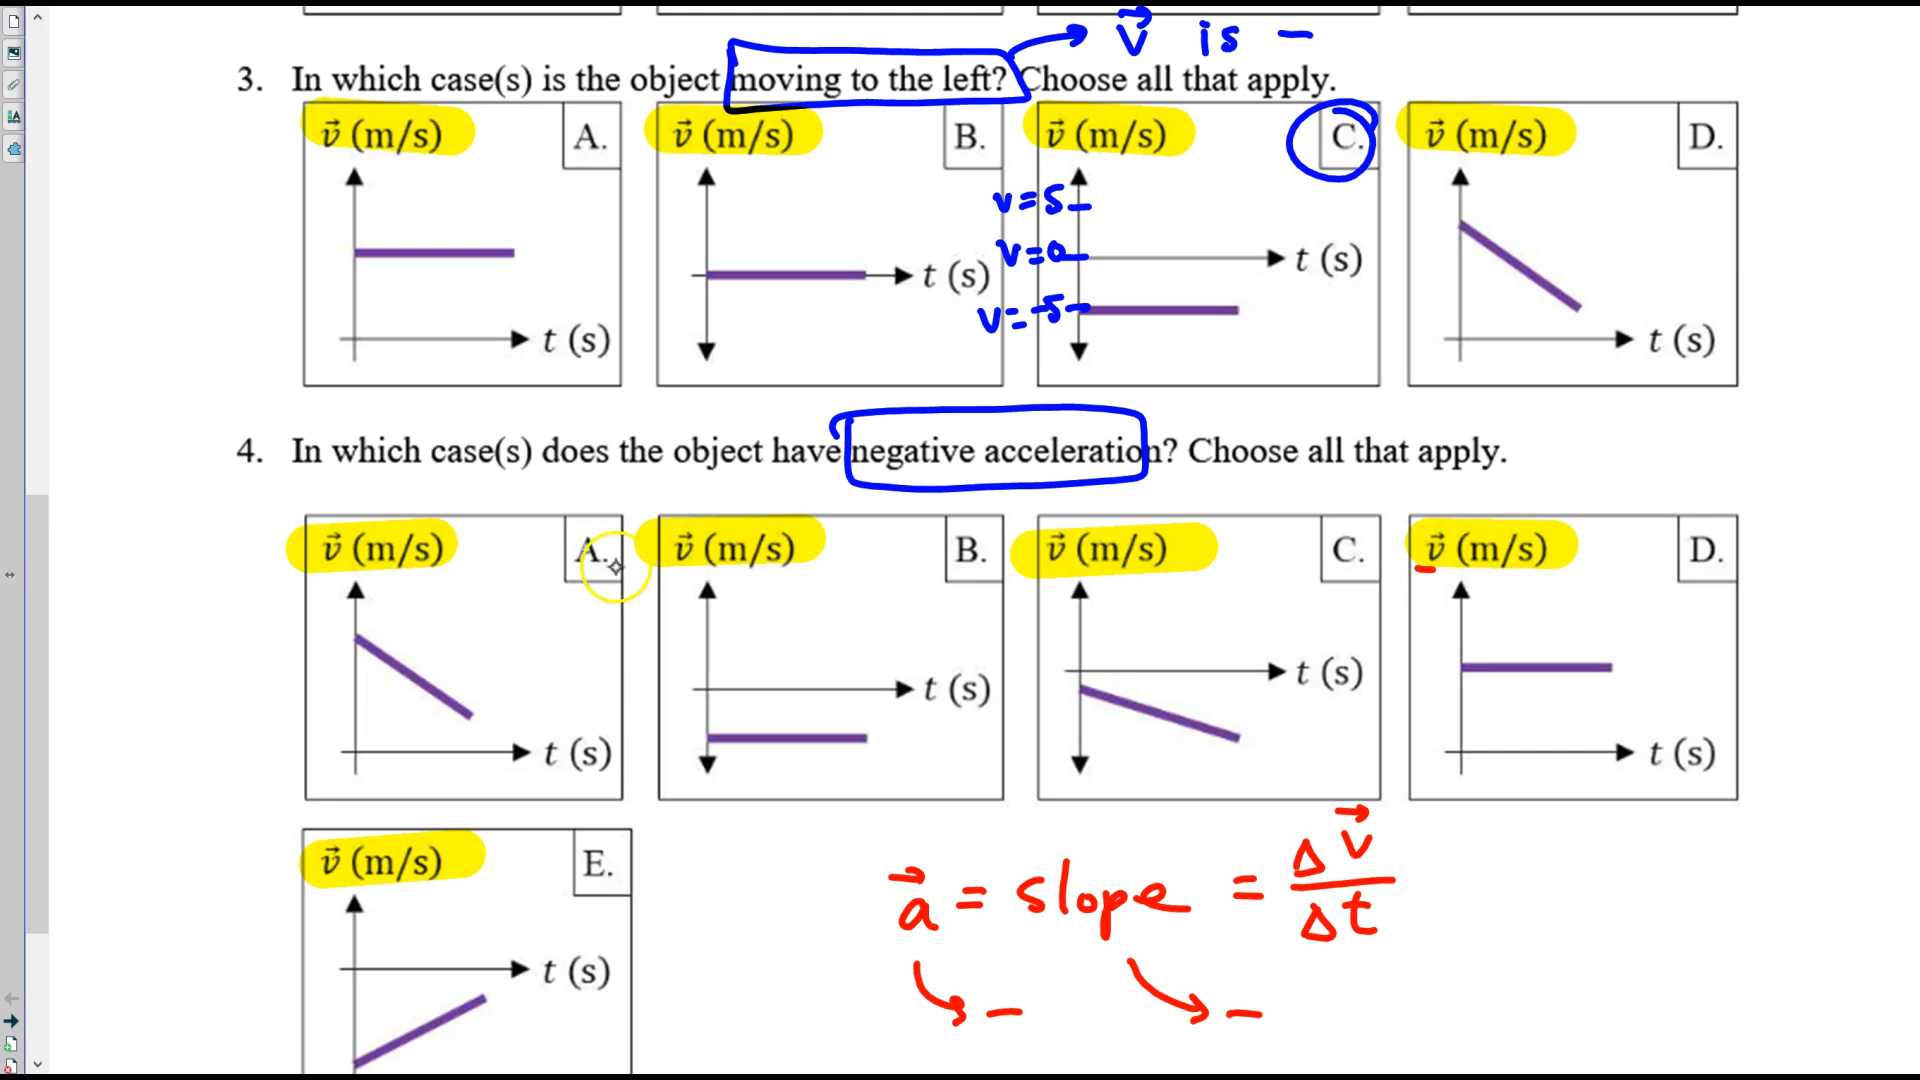 v⃗ is −
3. In which case(s) is the object moving to the left? Choose all that apply.
v⃗ (m/s) A. v⃗ (m/s) B. v⃗ (m/s) C. v⃗ (m/s) D.
v=5
v=0 t (s)
t (s)
v=-5
t (s) t (s)
4. In which case(s) does the object have negative acceleration? Choose all that apply.
v⃗ (m/s) A. v⃗ (m/s) B. v⃗ (m/s) C. v⃗ (m/s) D.
t (s) t (s)
t (s) t (s)
v⃗ (m/s) E.
a⃗ = slope = Δv⃗/Δt
t (s)
− −